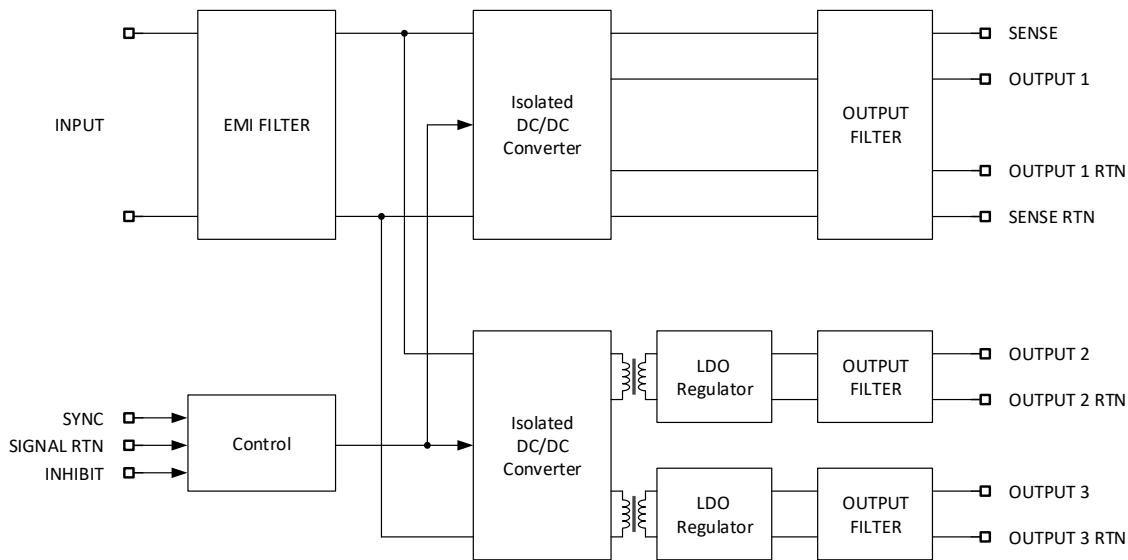 INPUT
EMI FILTER
Isolated
DC/DC
Converter
OUTPUT
FILTER
SENSE
OUTPUT 1
OUTPUT 1 RTN
SENSE RTN
SYNC
SIGNAL RTN
INHIBIT
Control
Isolated
DC/DC
Converter
LDO
Regulator
OUTPUT
FILTER
OUTPUT 2
OUTPUT 2 RTN
LDO
Regulator
OUTPUT
FILTER
OUTPUT 3
OUTPUT 3 RTN